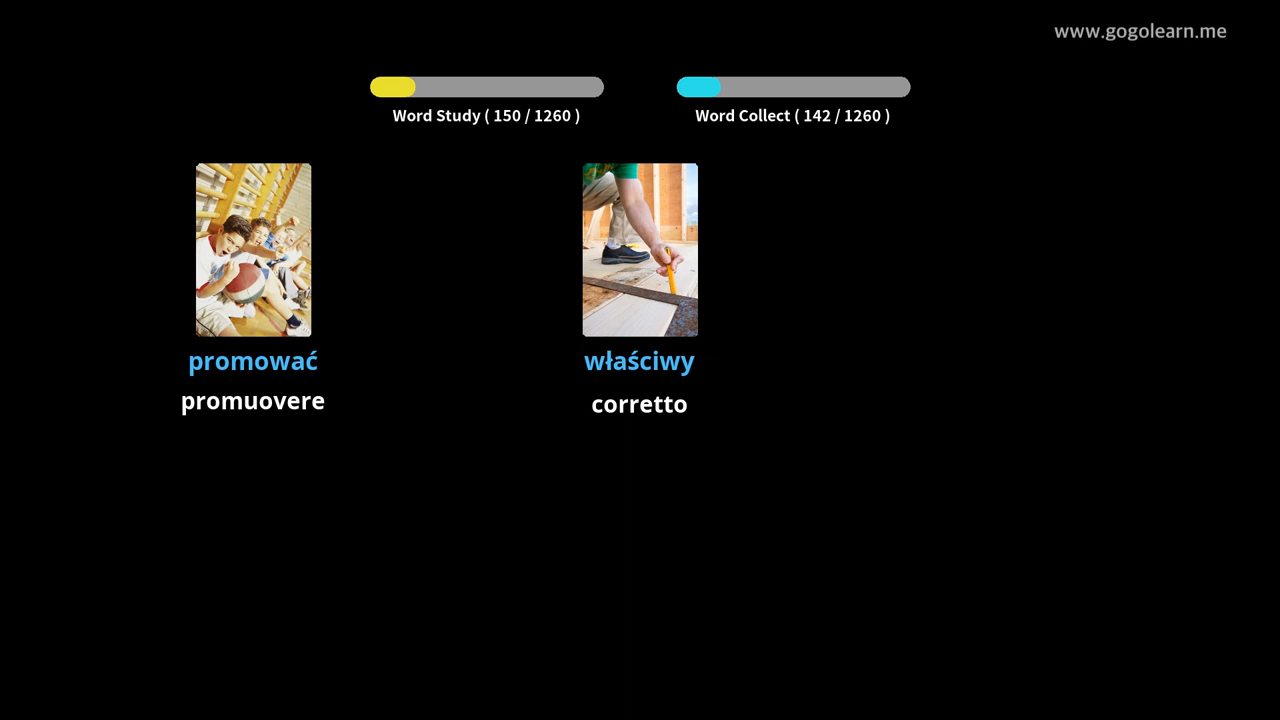 www.gogolearn.me
Word Study ( 150 / 1260 )
Word Collect ( 142 / 1260 )
promować
promuovere
właściwy
corretto